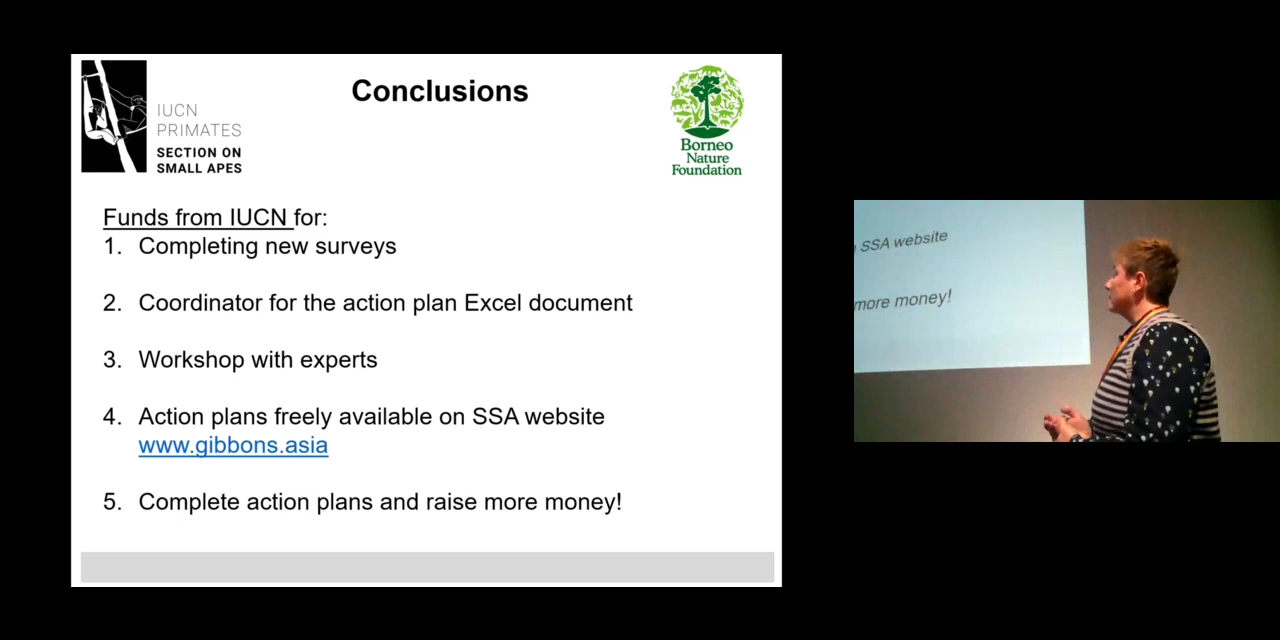 Conclusions
IUCN
PRIMATES
SECTION ON
SMALL APES
Borneo
Nature
Foundation
Funds from IUCN for:
1. Completing new surveys
2. Coordinator for the action plan Excel document
3. Workshop with experts
4. Action plans freely available on SSA website
www.gibbons.asia
5. Complete action plans and raise more money!
SSA website
more money!